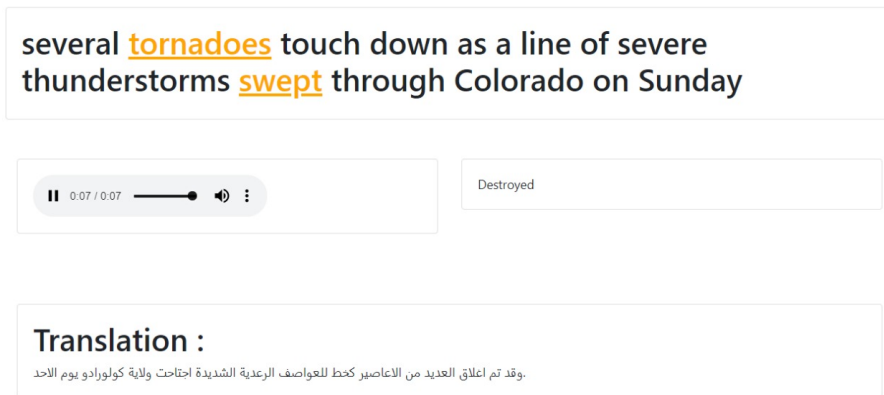 several tornadoes touch down as a line of severe
thunderstorms swept through Colorado on Sunday
0:07 / 0:07
Destroyed
Translation :
وقد تم اغلاق العديد من الاعاصير كخط للعواصف الرعدية الشديدة اجتاحت ولاية كولورادو يوم الاحد.